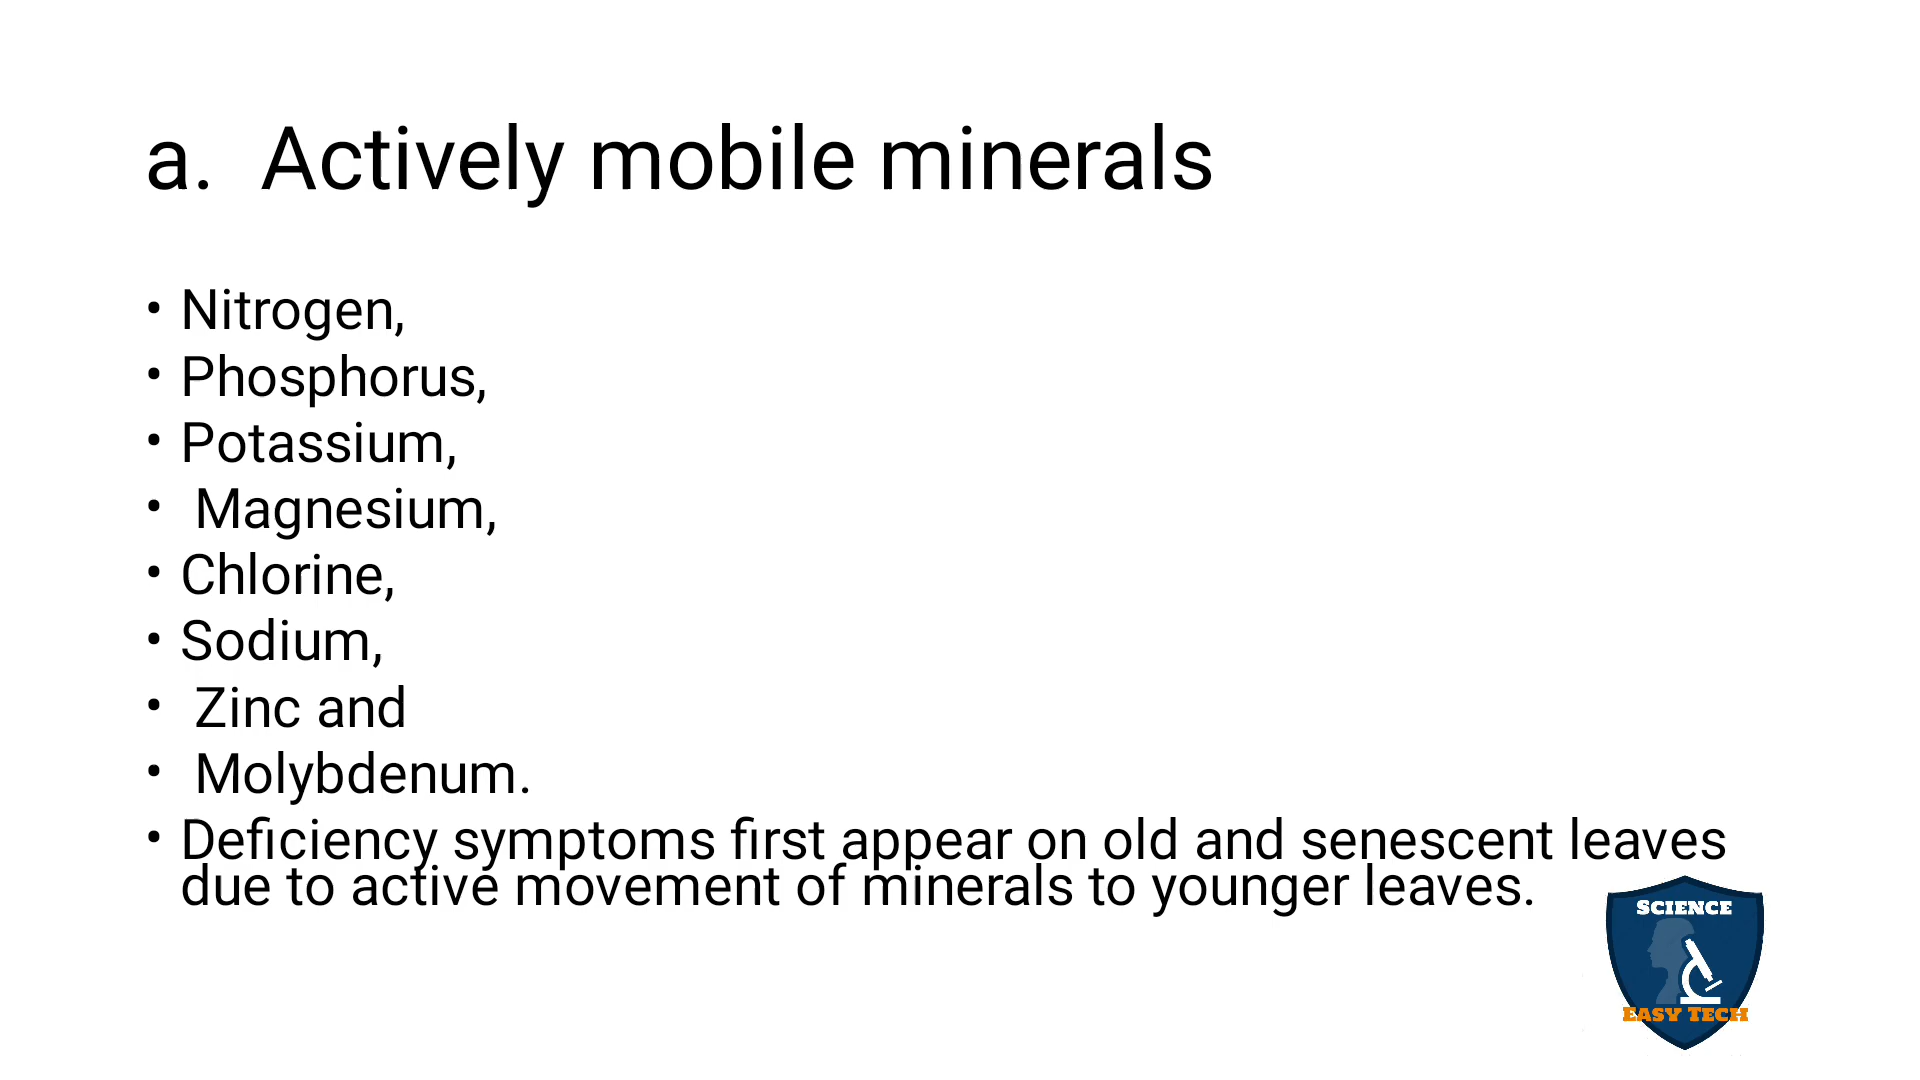 a. Actively mobile minerals
• Nitrogen,
• Phosphorus,
• Potassium,
• Magnesium,
• Chlorine,
• Sodium,
• Zinc and
• Molybdenum.
• Deficiency symptoms first appear on old and senescent leaves
due to active movement of minerals to younger leaves.
SCIENCE
EASY TECH